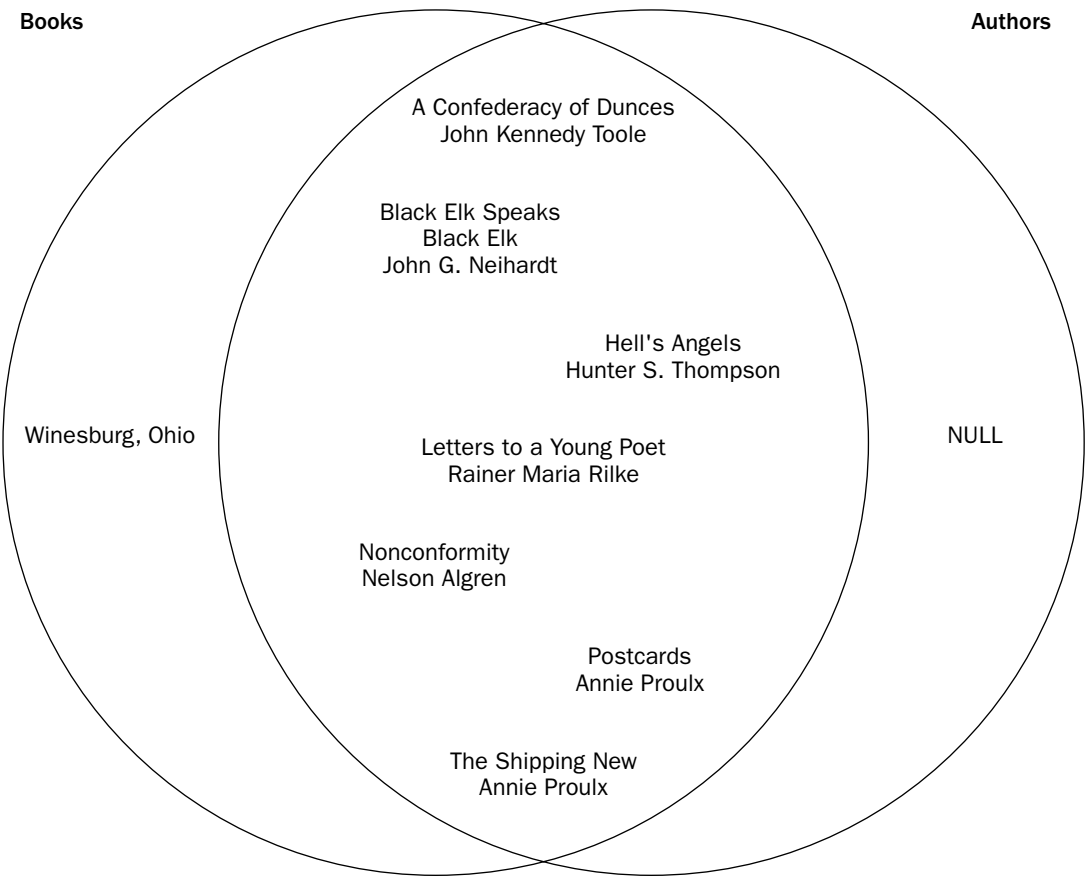 Books
Authors
A Confederacy of Dunces
John Kennedy Toole
Black Elk Speaks
Black Elk
John G. Neihardt
Hell's Angels
Hunter S. Thompson
Winesburg, Ohio
NULL
Letters to a Young Poet
Rainer Maria Rilke
Nonconformity
Nelson Algren
Postcards
Annie Proulx
The Shipping New
Annie Proulx